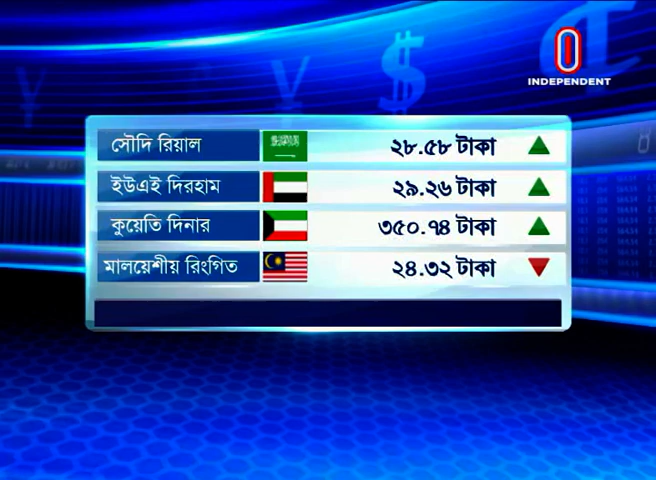 INDEPENDENT
সৌদি রিয়াল ২৮.৫৮ টাকা
ইউএই দিরহাম ২৯.২৬ টাকা
কুয়েতি দিনার ৩৫০.৭৪ টাকা
মালয়েশীয় রিংগিত ২৪.৩২ টাকা